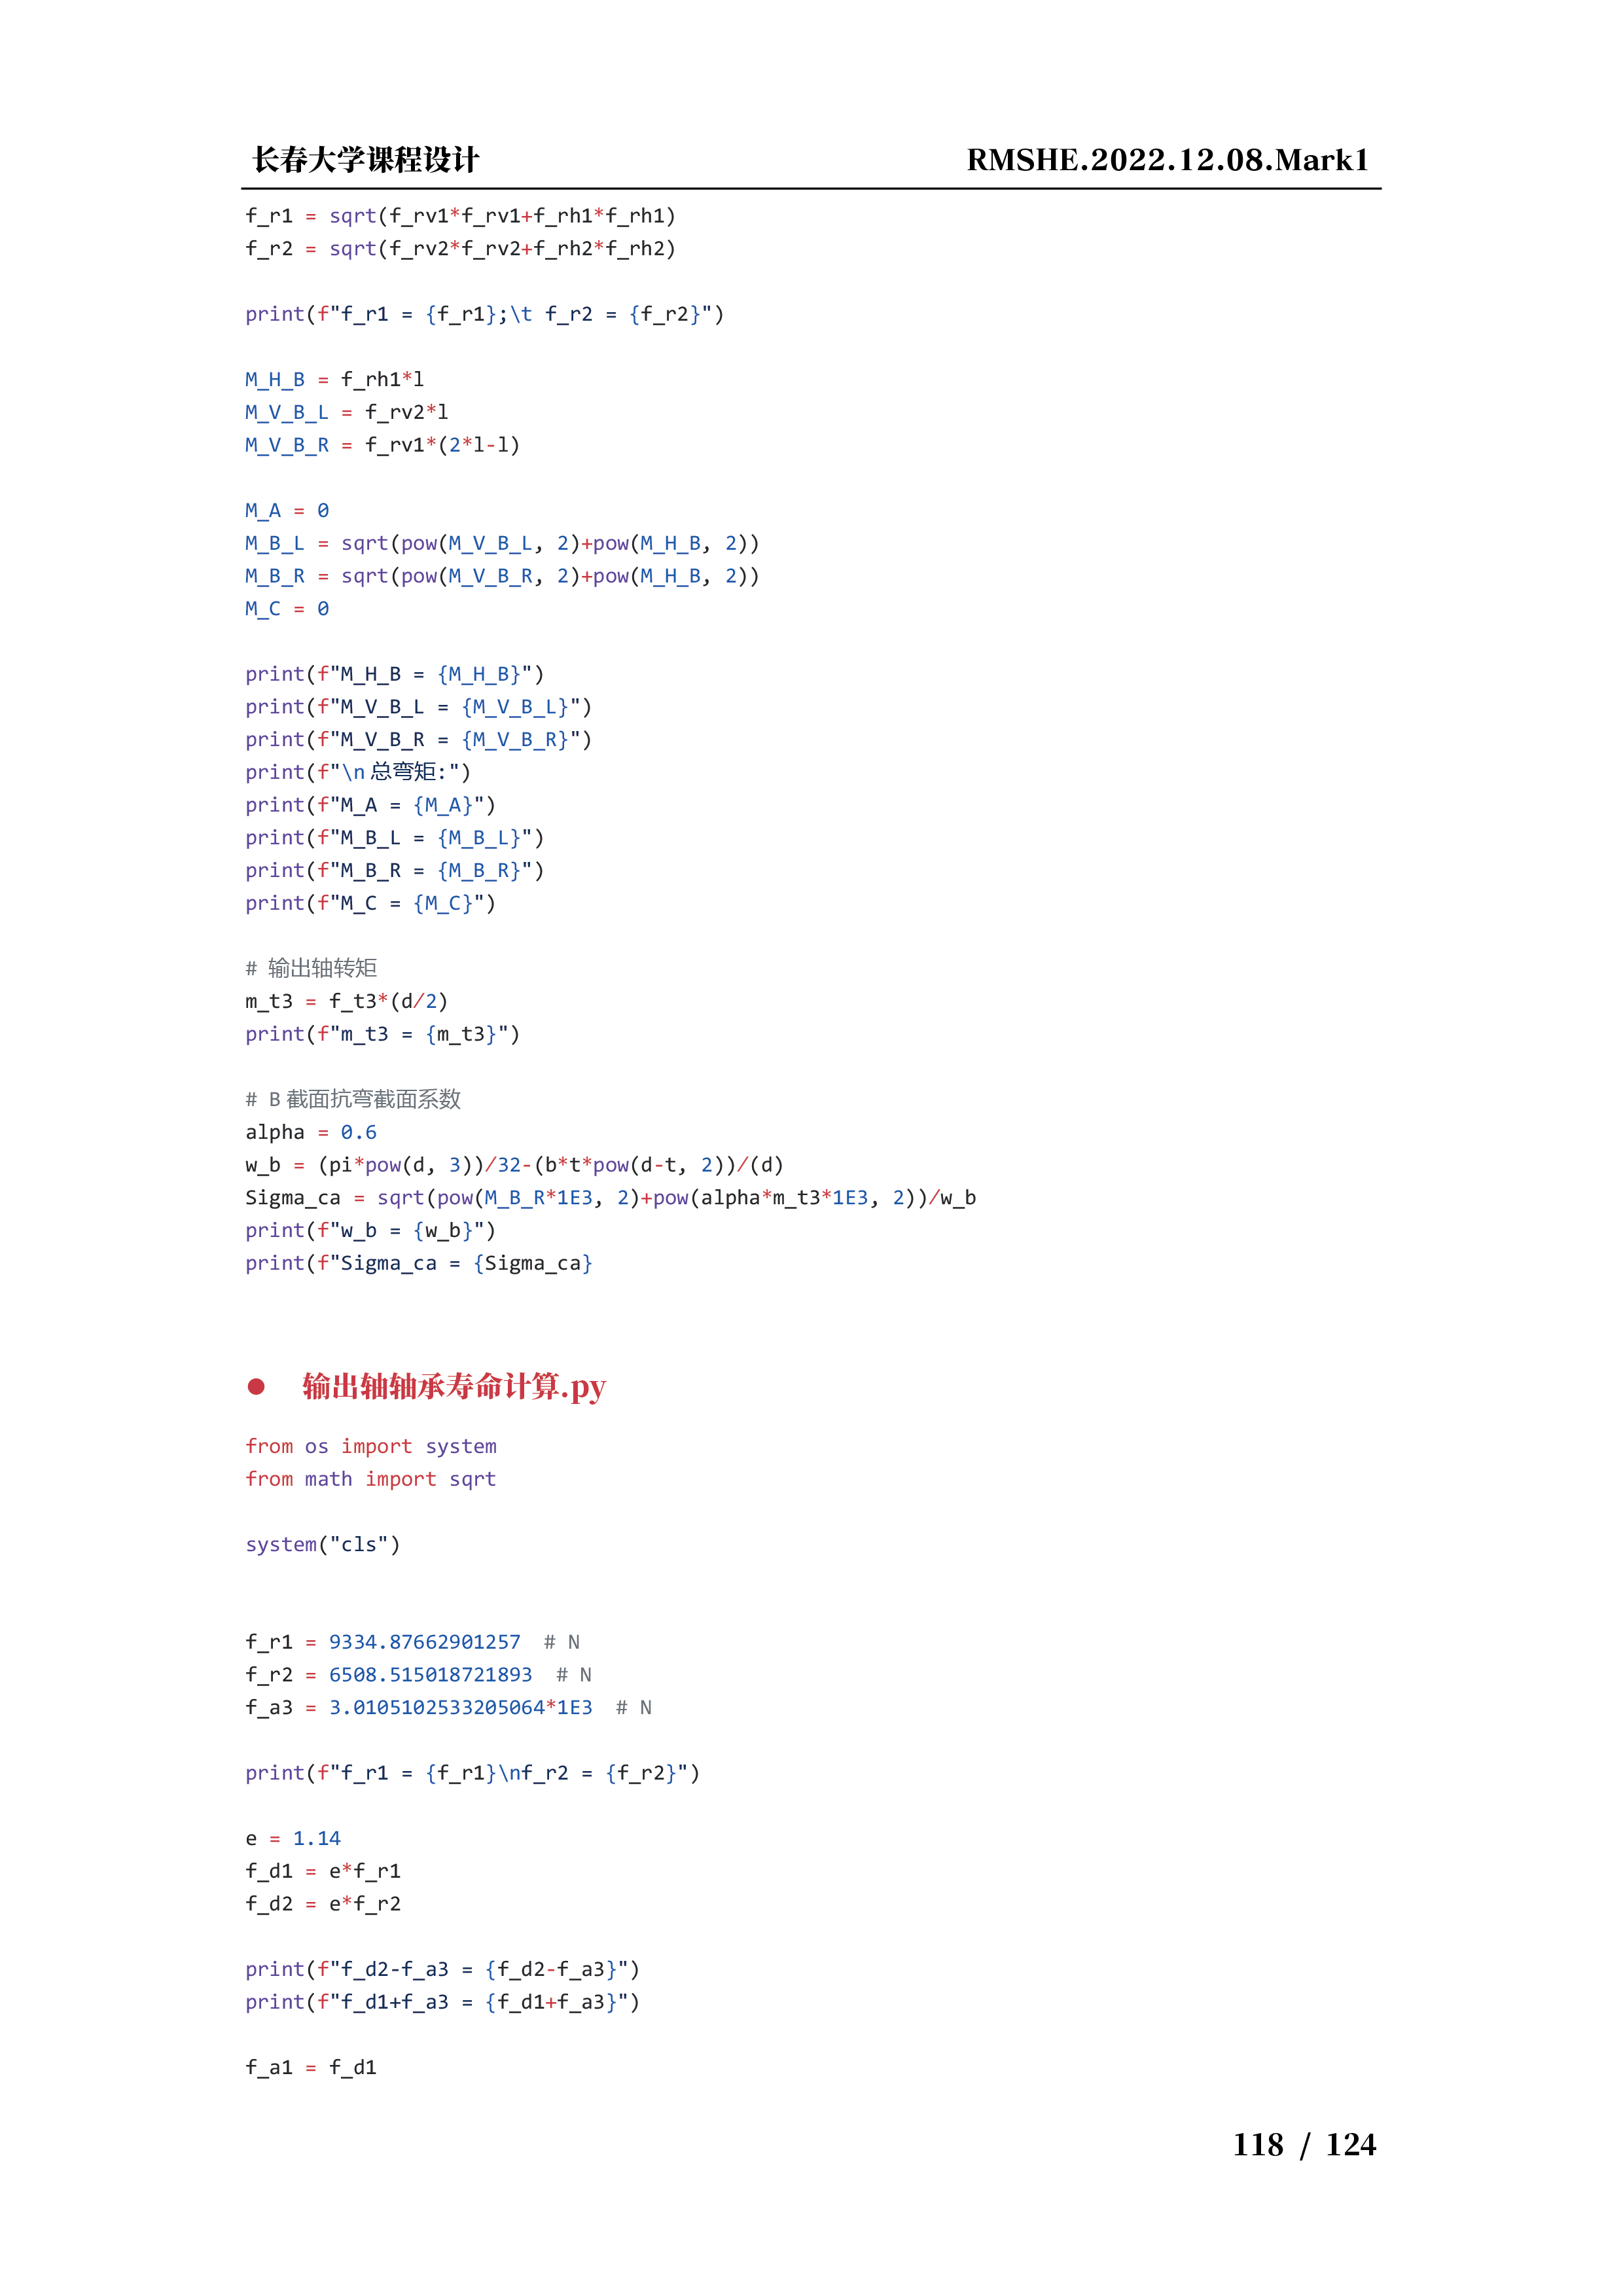 长春大学课程设计 RMSHE.2022.12.08.Mark1
f_r1 = sqrt(f_rv1*f_rv1+f_rh1*f_rh1)
f_r2 = sqrt(f_rv2*f_rv2+f_rh2*f_rh2)
print(f"f_r1 = {f_r1};\t f_r2 = {f_r2}")
M_H_B = f_rh1*l
M_V_B_L = f_rv2*l
M_V_B_R = f_rv1*(2*l-l)
M_A = 0
M_B_L = sqrt(pow(M_V_B_L, 2)+pow(M_H_B, 2))
M_B_R = sqrt(pow(M_V_B_R, 2)+pow(M_H_B, 2))
M_C = 0
print(f"M_H_B = {M_H_B}")
print(f"M_V_B_L = {M_V_B_L}")
print(f"M_V_B_R = {M_V_B_R}")
print(f"\n总弯矩:")
print(f"M_A = {M_A}")
print(f"M_B_L = {M_B_L}")
print(f"M_B_R = {M_B_R}")
print(f"M_C = {M_C}")
# 输出轴转矩
m_t3 = f_t3*(d/2)
print(f"m_t3 = {m_t3}")
# B 截面抗弯截面系数
alpha = 0.6
w_b = (pi*pow(d, 3))/32-(b*t*pow(d-t, 2))/(d)
Sigma_ca = sqrt(pow(M_B_R*1E3, 2)+pow(alpha*m_t3*1E3, 2))/w_b
print(f"w_b = {w_b}")
print(f"Sigma_ca = {Sigma_ca}
● 输出轴轴承寿命计算.py
from os import system
from math import sqrt
system("cls")
f_r1 = 9334.87662901257  # N
f_r2 = 6508.515018721893  # N
f_a3 = 3.0105102533205064*1E3  # N
print(f"f_r1 = {f_r1}\nf_r2 = {f_r2}")
e = 1.14
f_d1 = e*f_r1
f_d2 = e*f_r2
print(f"f_d2-f_a3 = {f_d2-f_a3}")
print(f"f_d1+f_a3 = {f_d1+f_a3}")
f_a1 = f_d1
118 / 124